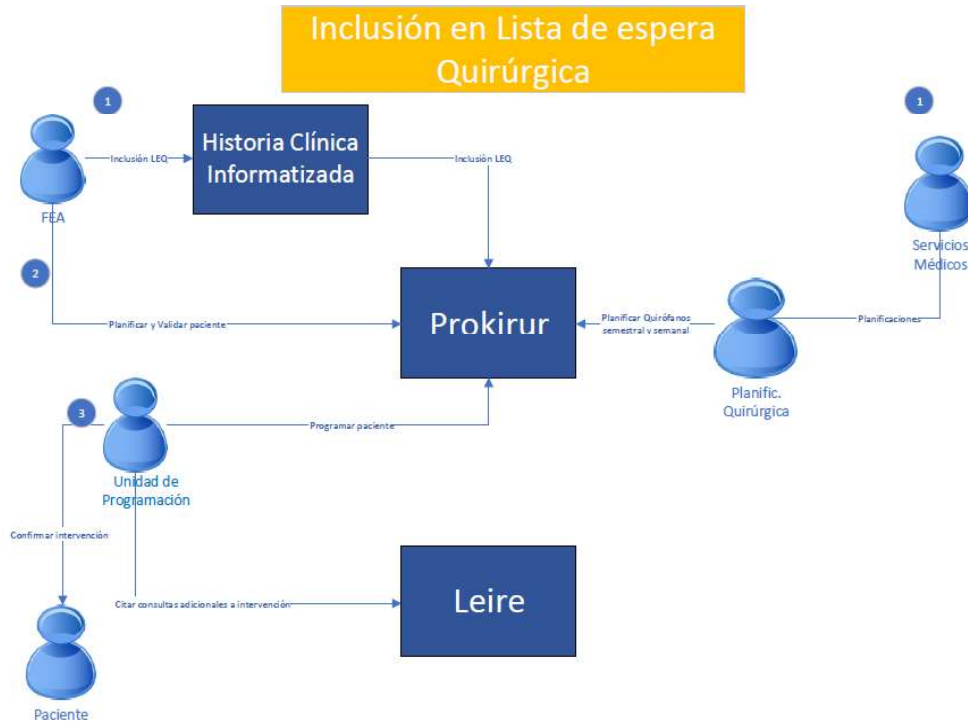 Inclusión en Lista de espera
Quirúrgica
1
1
Historia Clínica
Informatizada
Inclusión LEQ
Inclusión LEQ
FEA
Servicios
Médicos
2
Prokirur
Planificar y Validar paciente
Planificar Quirófanos
semestral y semanal
Planificaciones
Planific.
Quirúrgica
3
Programar paciente
Unidad de
Programación
Confirmar intervención
Citar consultas adicionales a intervención
Leire
Paciente